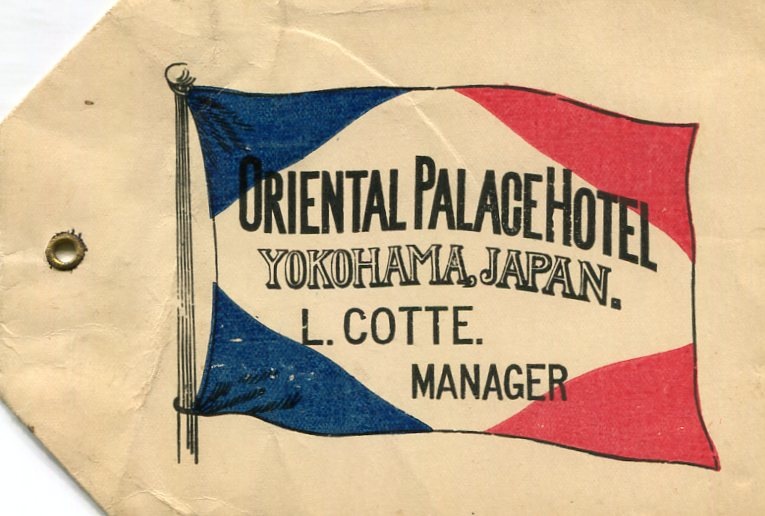 ORIENTAL PALACE HOTEL
YOKOHAMA, JAPAN.
L. COTTE.
MANAGER